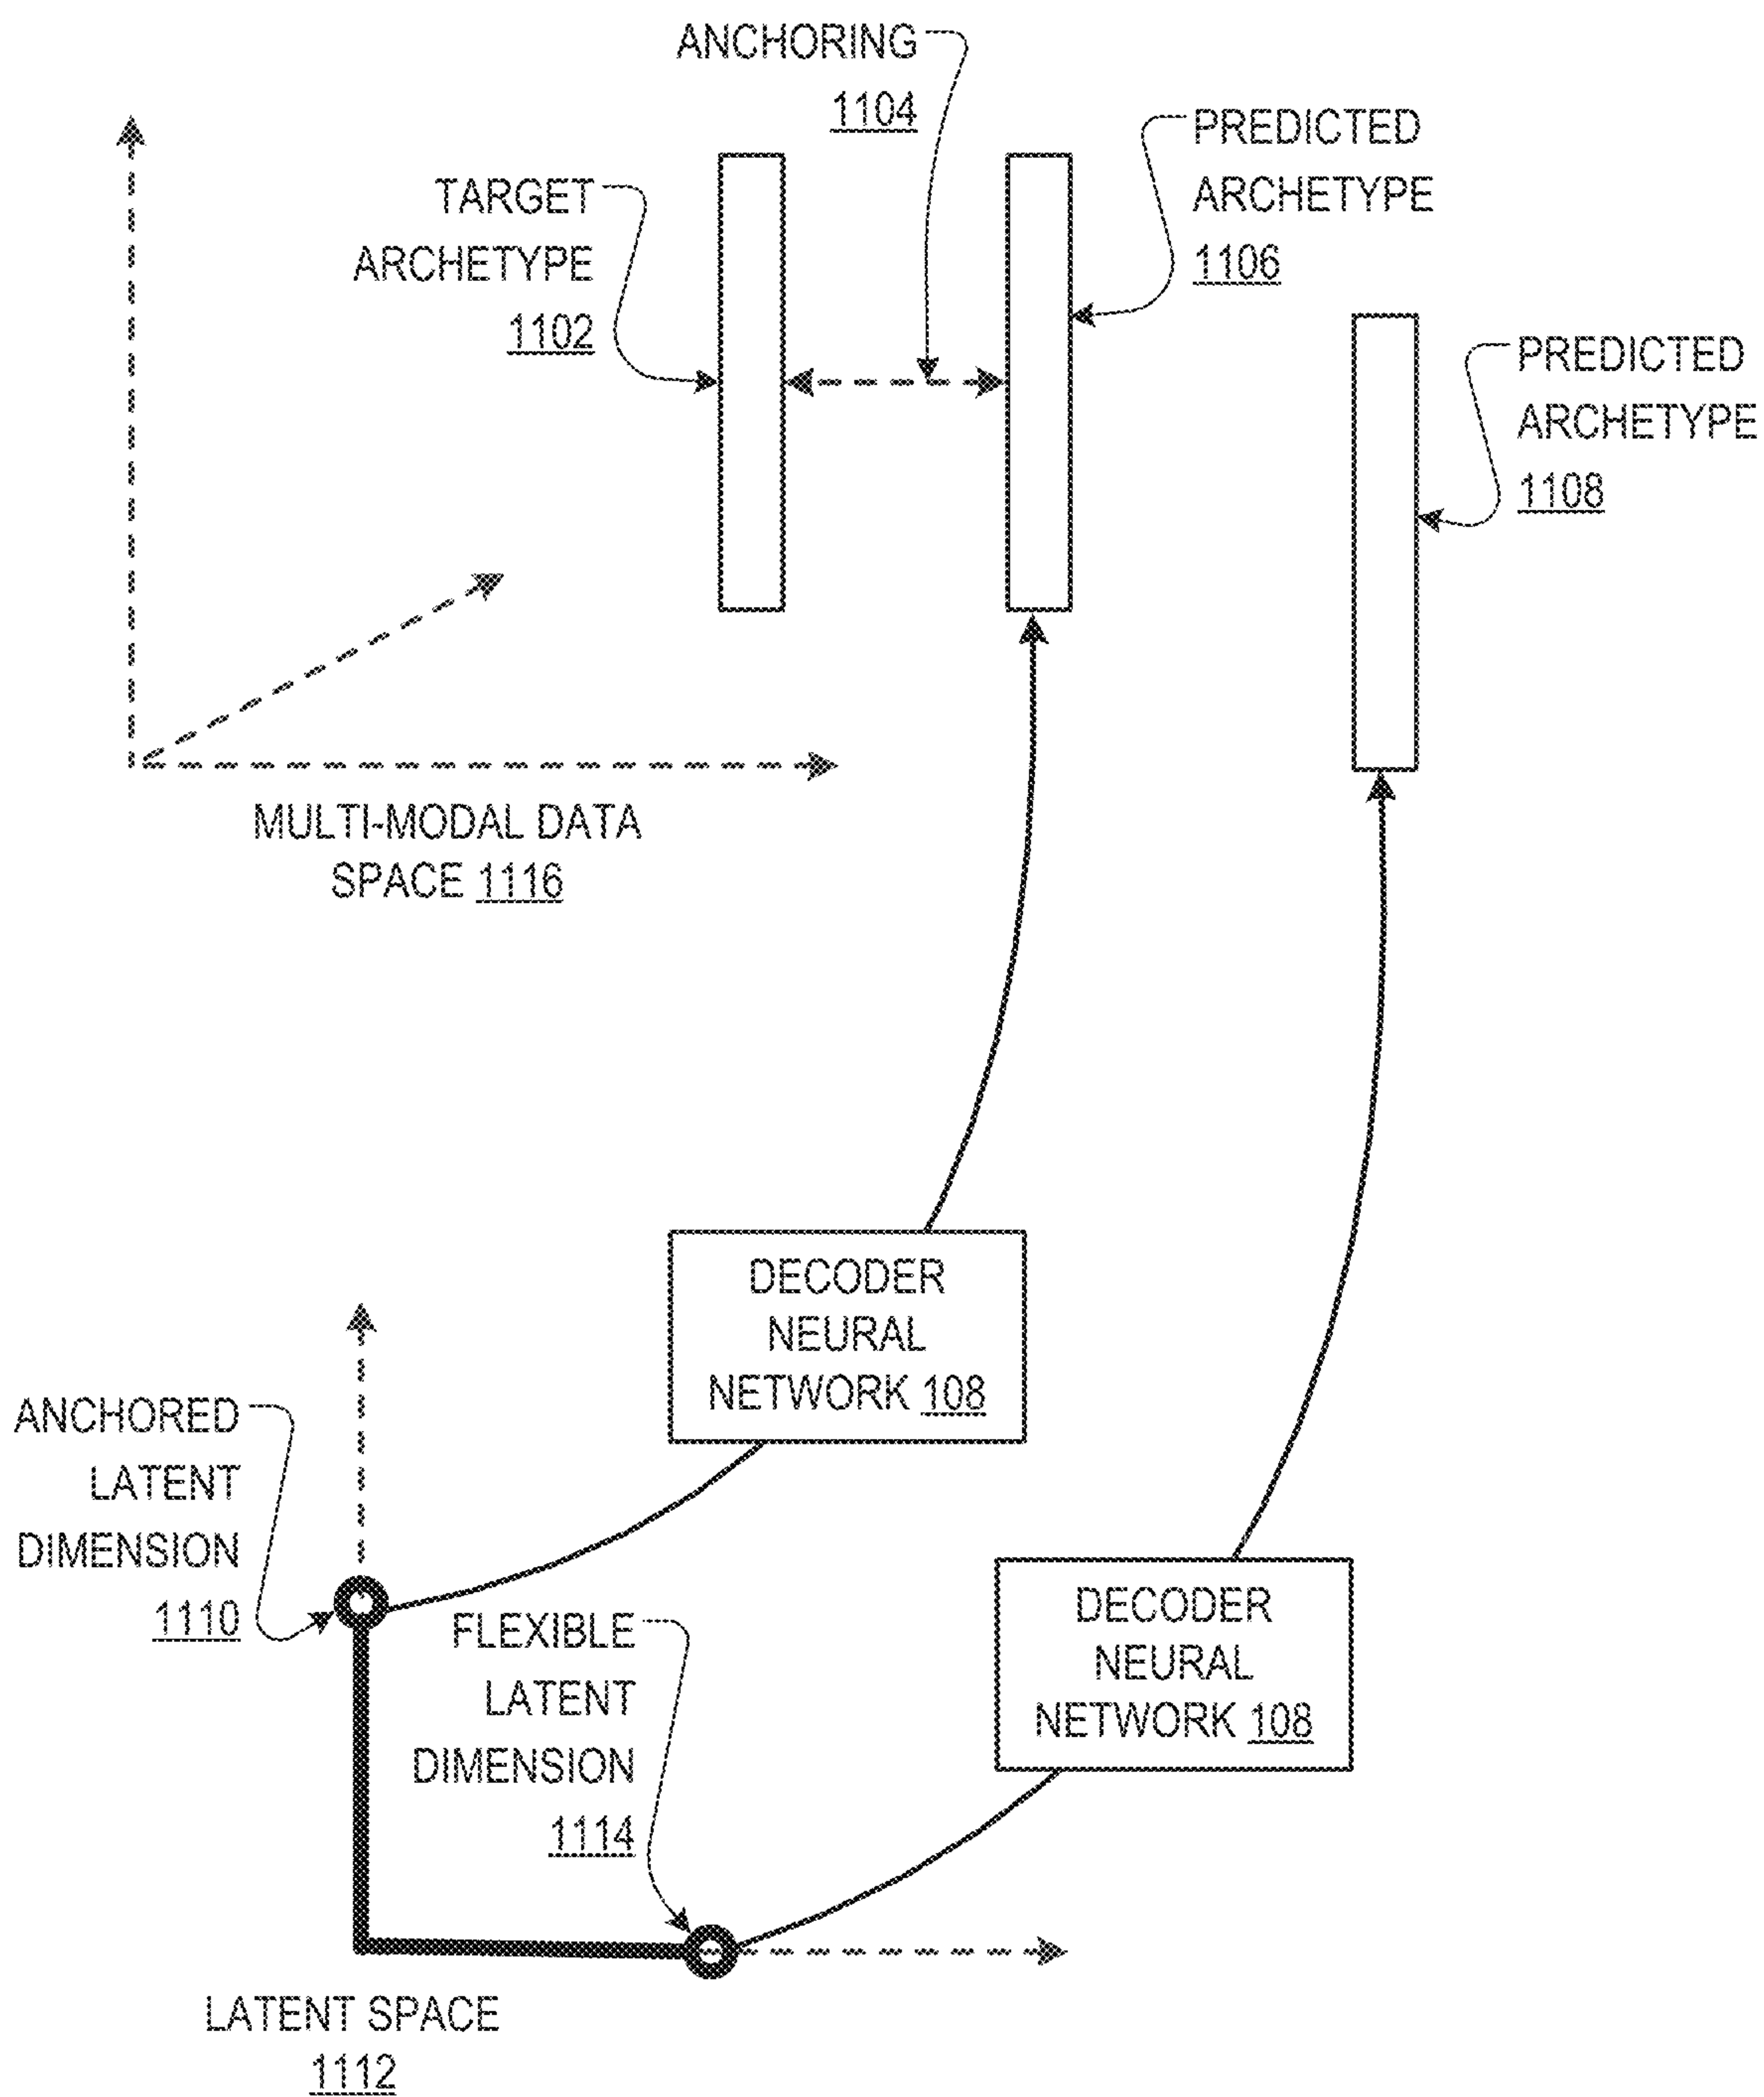 ANCHORING
1104
PREDICTED
ARCHETYPE
1106
TARGET
ARCHETYPE
1102
PREDICTED
ARCHETYPE
1108
MULTI-MODAL DATA
SPACE 1116
DECODER
NEURAL
NETWORK 108
ANCHORED
LATENT
DIMENSION
1110
FLEXIBLE
LATENT
DIMENSION
1114
DECODER
NEURAL
NETWORK 108
LATENT SPACE
1112